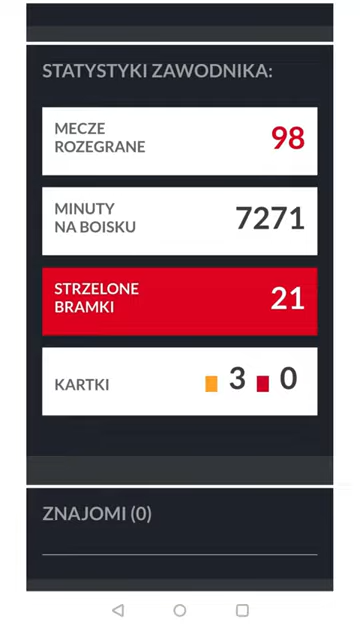 STATYSTYKI ZAWODNIKA:
MECZE
ROZEGRANE
98
MINUTY
NA BOISKU
7271
STRZELONE
BRAMKI
21
KARTKI
3 0
ZNAJOMI (0)